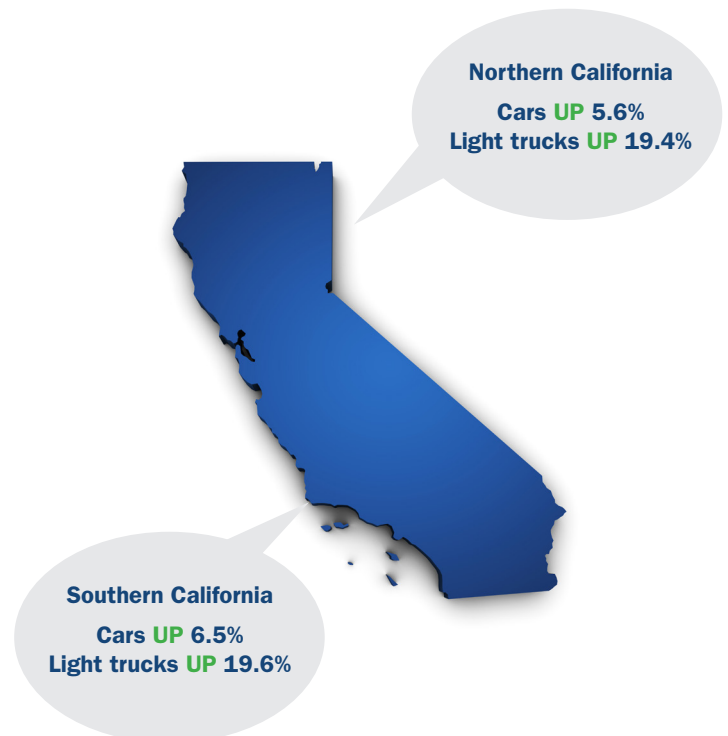 Northern California
Cars UP 5.6%
Light trucks UP 19.4%
Southern California
Cars UP 6.5%
Light trucks UP 19.6%